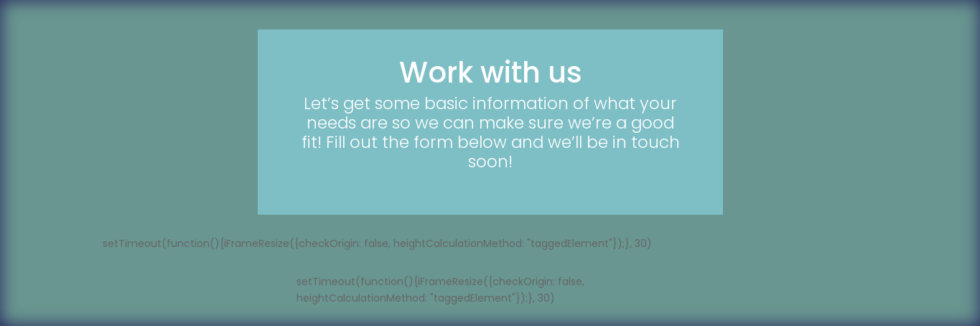 Work with us
Let's get some basic information of what your
needs are so we can make sure we're a good
fit! Fill out the form below and we'll be in touch
soon!
setTimeout(function(){iFrameResize({checkOrigin: false, heightCalculationMethod: "taggedElement"});}, 30)
setTimeout(function(){iFrameResize({checkOrigin: false,
heightCalculationMethod: "taggedElement"});}, 30)